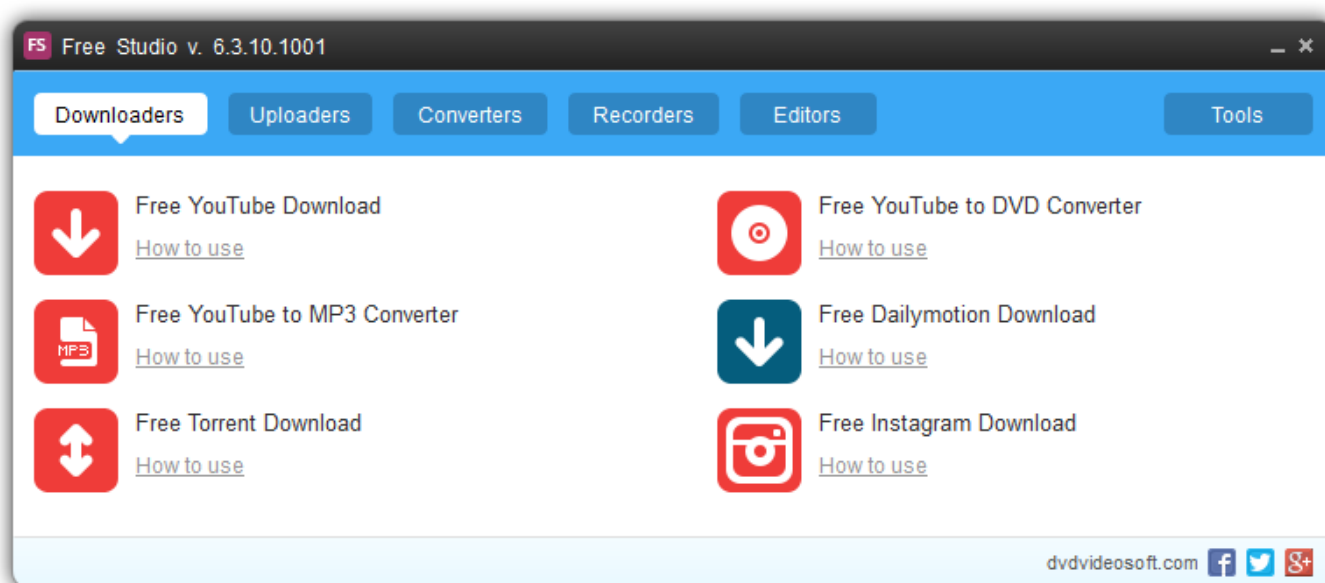 FS Free Studio v. 6.3.10.1001
Downloaders Uploaders Converters Recorders Editors Tools
Free YouTube Download
How to use
Free YouTube to DVD Converter
How to use
MP3
Free YouTube to MP3 Converter
How to use
Free Dailymotion Download
How to use
Free Torrent Download
How to use
Free Instagram Download
How to use
dvdvideosoft.com f g+